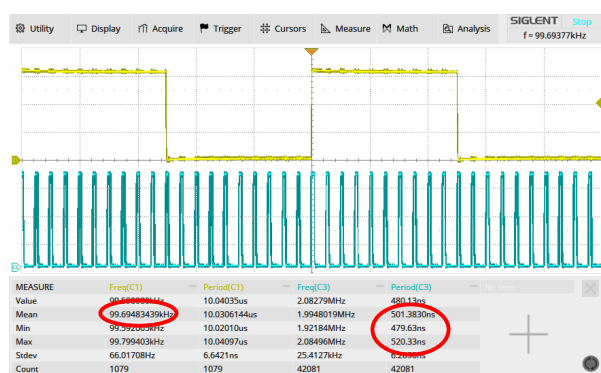 Utility Display Acquire Trigger Cursors Measure Math Analysis SIGLENT Stop
f = 99.69377kHz
MEASURE Freq(C1) Period(C1) Freq(C3) Period(C3)
Value 10.04035us 2.08279MHz 480.13ns
Mean 99.69483439kHz 10.0306144us 1.9948019MHz 501.3830ns
Min 10.02010us 1.92184MHz 479.63ns
Max 99.799403kHz 10.04097us 2.08496MHz 520.33ns
Stdev 66.01708Hz 6.6421ns 25.4127kHz
Count 1079 1079 42081 42081